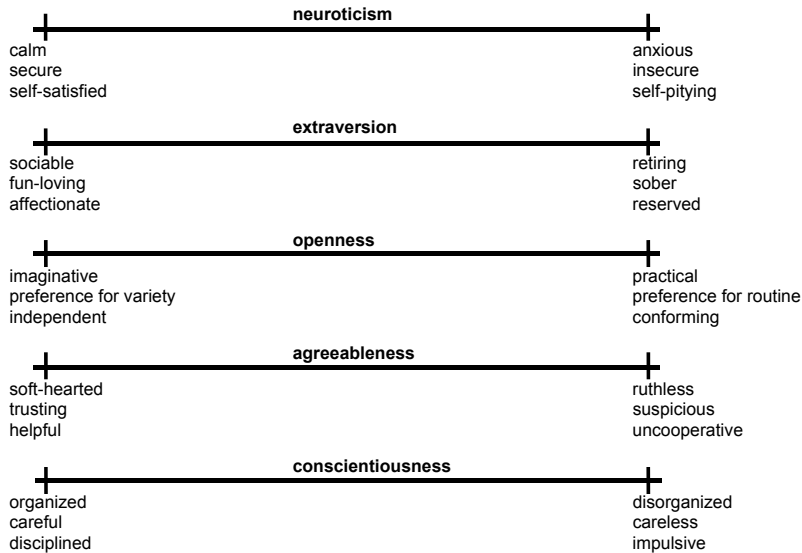 neuroticism
calm anxious
secure insecure
self-satisfied self-pitying
extraversion
sociable retiring
fun-loving sober
affectionate reserved
openness
imaginative practical
preference for variety preference for routine
independent conforming
agreeableness
soft-hearted ruthless
trusting suspicious
helpful uncooperative
conscientiousness
organized disorganized
careful careless
disciplined impulsive